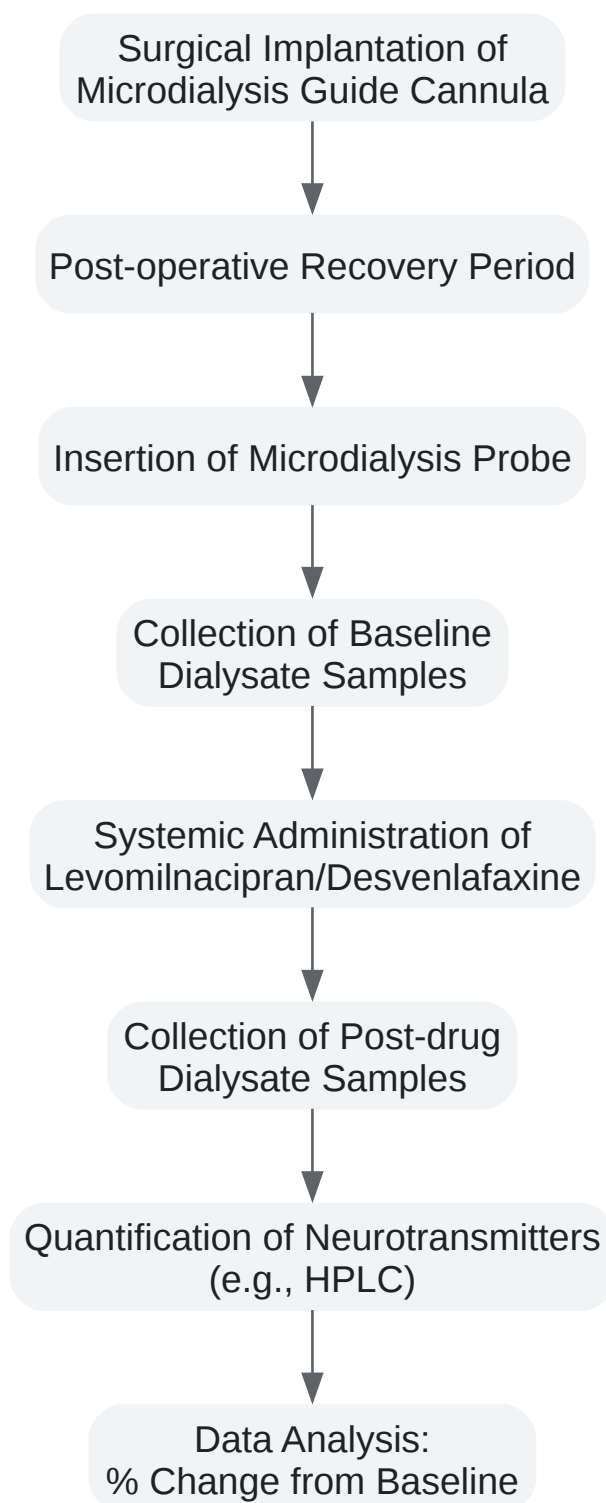 Surgical Implantation of
Microdialysis Guide Cannula
Post-operative Recovery Period
Insertion of Microdialysis Probe
Collection of Baseline
Dialysate Samples
Systemic Administration of
Levomilnacipran/Desvenlafaxine
Collection of Post-drug
Dialysate Samples
Quantification of Neurotransmitters
(e.g., HPLC)
Data Analysis:
% Change from Baseline